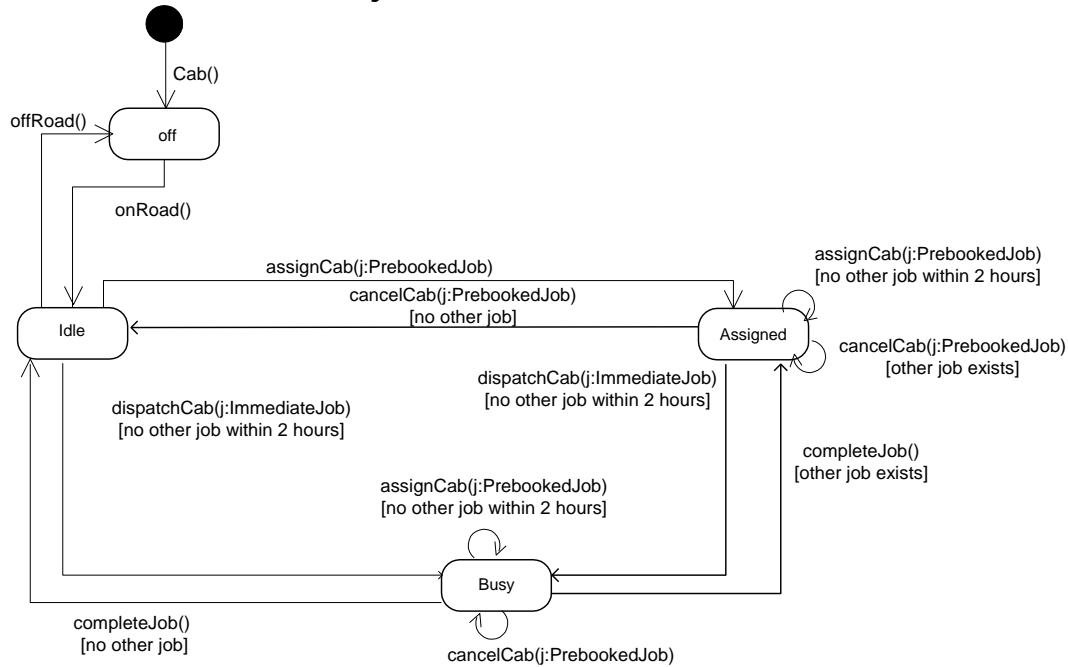 Cab()
offRoad()
off
onRoad()
assignCab(j:PrebookedJob)
[no other job within 2 hours]
assignCab(j:PrebookedJob)
cancelCab(j:PrebookedJob)
[no other job]
Idle
Assigned
cancelCab(j:PrebookedJob)
[other job exists]
dispatchCab(j:ImmediateJob)
[no other job within 2 hours]
dispatchCab(j:ImmediateJob)
[no other job within 2 hours]
completeJob()
[other job exists]
assignCab(j:PrebookedJob)
[no other job within 2 hours]
Busy
completeJob()
[no other job]
cancelCab(j:PrebookedJob)